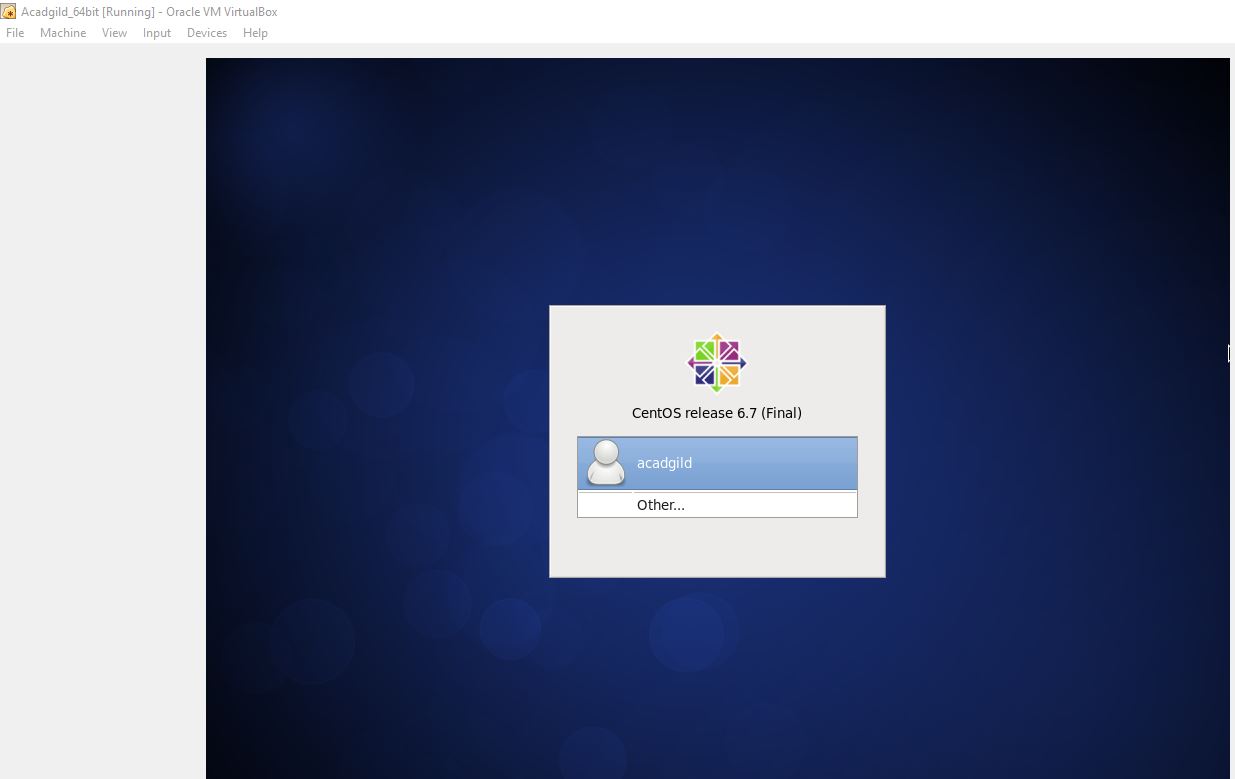 Acadgild_64bit [Running] - Oracle VM VirtualBox
File Machine View Input Devices Help
CentOS release 6.7 (Final)
acadgild
Other...